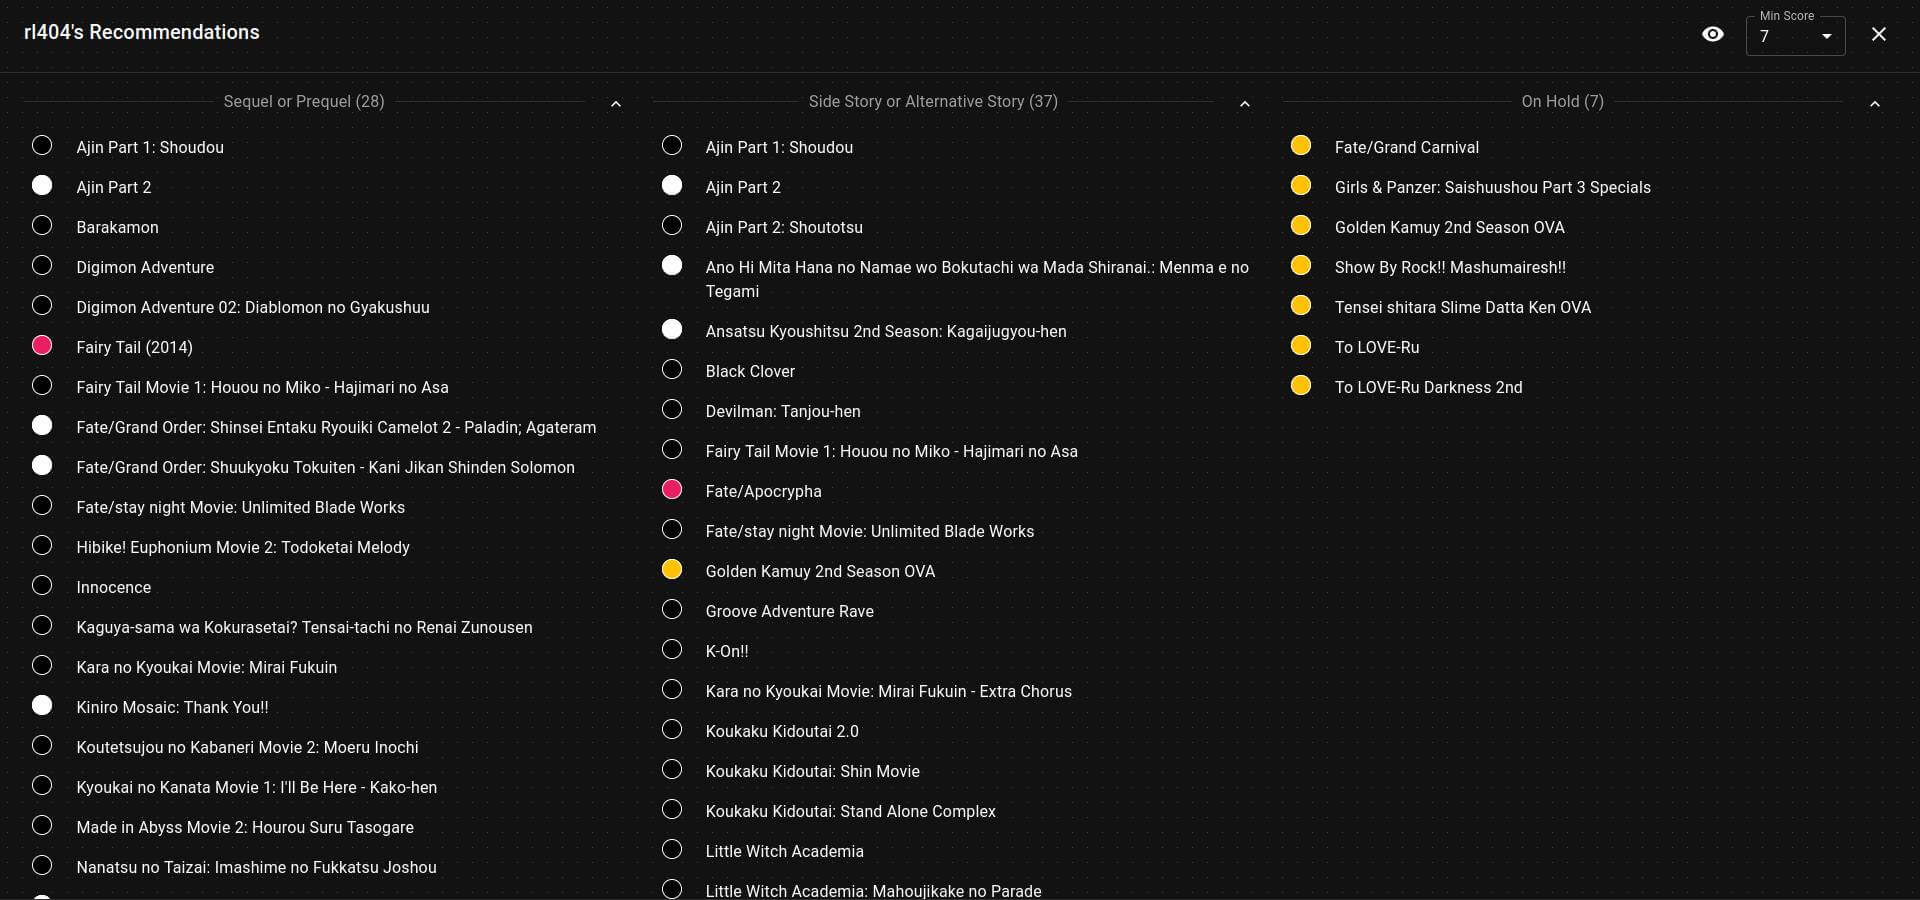 rl404's Recommendations
Min Score
7
Sequel or Prequel (28)
Ajin Part 1: Shoudou
Ajin Part 2
Barakamon
Digimon Adventure
Digimon Adventure 02: Diablomon no Gyakushuu
Fairy Tail (2014)
Fairy Tail Movie 1: Houou no Miko - Hajimari no Asa
Fate/Grand Order: Shinsei Entaku Ryouiki Camelot 2 - Paladin; Agateram
Fate/Grand Order: Shuukyoku Tokuiten - Kani Jikan Shinden Solomon
Fate/stay night Movie: Unlimited Blade Works
Hibike! Euphonium Movie 2: Todoketai Melody
Innocence
Kaguya-sama wa Kokurasetai? Tensai-tachi no Renai Zunousen
Kara no Kyoukai Movie: Mirai Fukuin
Kiniro Mosaic: Thank You!!
Koutetsujou no Kabaneri Movie 2: Moeru Inochi
Kyoukai no Kanata Movie 1: I'll Be Here - Kako-hen
Made in Abyss Movie 2: Hourou Suru Tasogare
Nanatsu no Taizai: Imashime no Fukkatsu Joshou
Side Story or Alternative Story (37)
Ajin Part 1: Shoudou
Ajin Part 2
Ajin Part 2: Shoutotsu
Ano Hi Mita Hana no Namae wo Bokutachi wa Mada Shiranai.: Menma e no
Tegami
Ansatsu Kyoushitsu 2nd Season: Kagaijugyou-hen
Black Clover
Devilman: Tanjou-hen
Fairy Tail Movie 1: Houou no Miko - Hajimari no Asa
Fate/Apocrypha
Fate/stay night Movie: Unlimited Blade Works
Golden Kamuy 2nd Season OVA
Groove Adventure Rave
K-On!!
Kara no Kyoukai Movie: Mirai Fukuin - Extra Chorus
Koukaku Kidoutai 2.0
Koukaku Kidoutai: Shin Movie
Koukaku Kidoutai: Stand Alone Complex
Little Witch Academia
Little Witch Academia: Mahoujikake no Parade
On Hold (7)
Fate/Grand Carnival
Girls & Panzer: Saishuushou Part 3 Specials
Golden Kamuy 2nd Season OVA
Show By Rock!! Mashumairesh!!
Tensei shitara Slime Datta Ken OVA
To LOVE-Ru
To LOVE-Ru Darkness 2nd